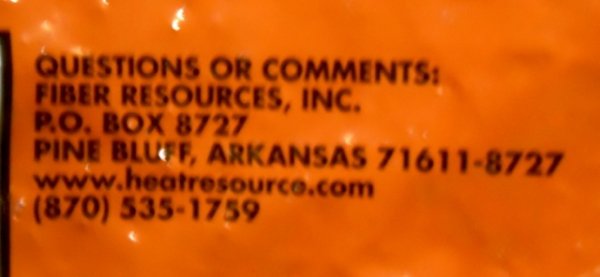 QUESTIONS OR COMMENTS:
FIBER RESOURCES, INC.
P.O. BOX 8727
PINE BLUFF, ARKANSAS 71611-8727
www.heatresource.com
(870) 535-1759